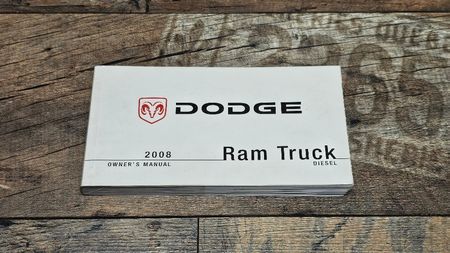 DODGE
2008 Ram Truck
OWNER'S MANUAL DIESEL